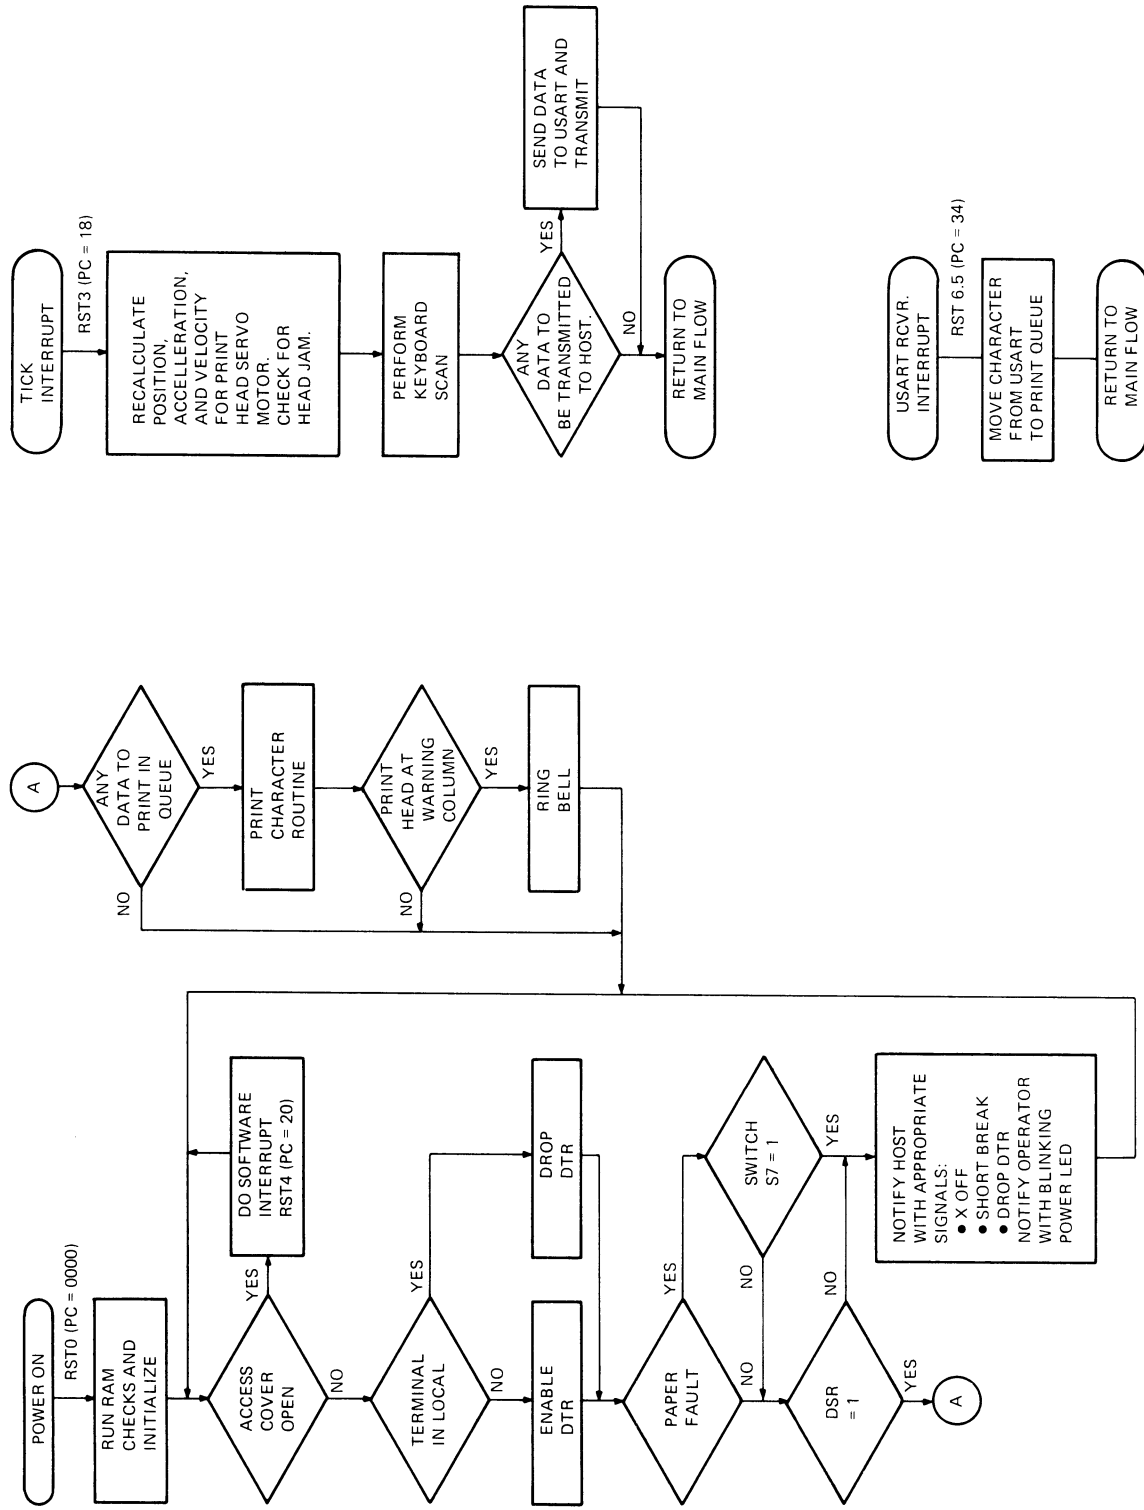 POWER ON
RST0 (PC = 0000)
RUN RAM
CHECKS AND
INITIALIZE
ACCESS
COVER
OPEN
YES
DO SOFTWARE
INTERRUPT
RST4 (PC = 20)
NO
TERMINAL
IN LOCAL
YES
NO
ENABLE
DTR
DROP
DTR
PAPER
FAULT
YES
NO
SWITCH
S7 = 1
NO
YES
DSR
= 1
NO
YES
A
NOTIFY HOST
WITH APPROPRIATE
SIGNALS:
● X OFF
● SHORT BREAK
● DROP DTR
NOTIFY OPERATOR
WITH BLINKING
POWER LED
A
ANY
DATA TO
PRINT IN
QUEUE
NO
YES
PRINT
CHARACTER
ROUTINE
PRINT
HEAD AT
WARNING
COLUMN
NO
YES
RING
BELL
TICK
INTERRUPT
RST3 (PC = 18)
RECALCULATE
POSITION,
ACCELLERATION,
AND VELOCITY
FOR PRINT
HEAD SERVO
MOTOR.
CHECK FOR
HEAD JAM.
PERFORM
KEYBOARD
SCAN
ANY
DATA TO
BE TRANSMITTED
TO HOST.
YES
NO
SEND DATA
TO USART AND
TRANSMIT
RETURN TO
MAIN FLOW
USART RCVR.
INTERRUPT
RST 6.5 (PC = 34)
MOVE CHARACTER
FROM USART
TO PRINT QUEUE
RETURN TO
MAIN FLOW